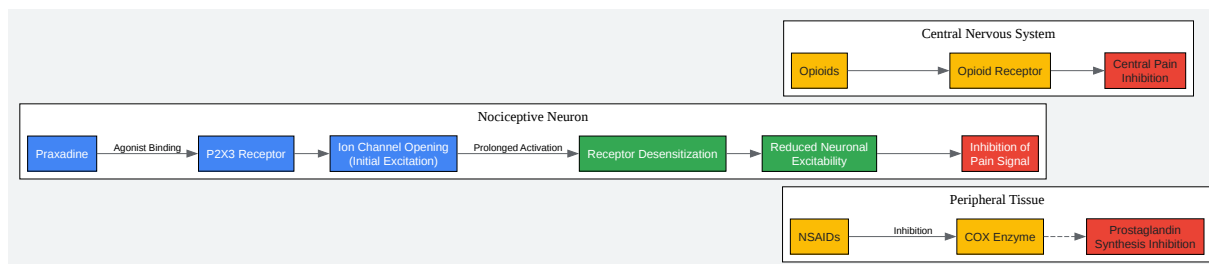 Central Nervous System
Opioids
Opioid Receptor
Central Pain
Inhibition
Nociceptive Neuron
Praxadine
Agonist Binding
P2X3 Receptor
Ion Channel Opening
(Initial Excitation)
Prolonged Activation
Receptor Desensitization
Reduced Neuronal
Excitability
Inhibition of
Pain Signal
Peripheral Tissue
NSAIDs
Inhibition
COX Enzyme
Prostaglandin
Synthesis Inhibition